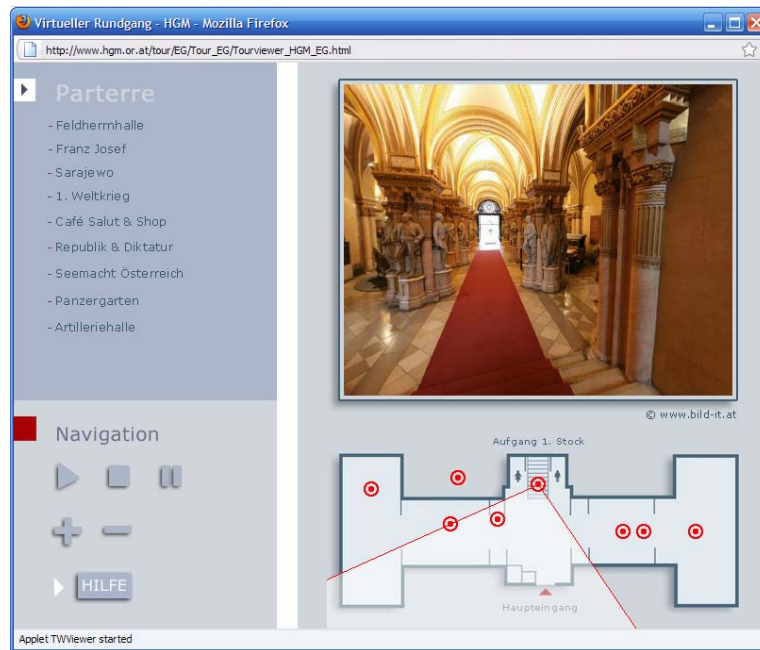 Virtueller Rundgang - HGM - Mozilla Firefox
http://www.hgm.or.at/tour/EG/Tour_EG/Tourviewer_HGM_EG.html
Parterre
- Feldherrnhalle
- Franz Josef
- Sarajewo
- 1. Weltkrieg
- Café Salut & Shop
- Republik & Diktatur
- Seemacht Österreich
- Panzergarten
- Artilleriehalle
© www.bild-it.at
Navigation
HILFE
Aufgang 1. Stock
Haupteingang
Applet TWViewer started